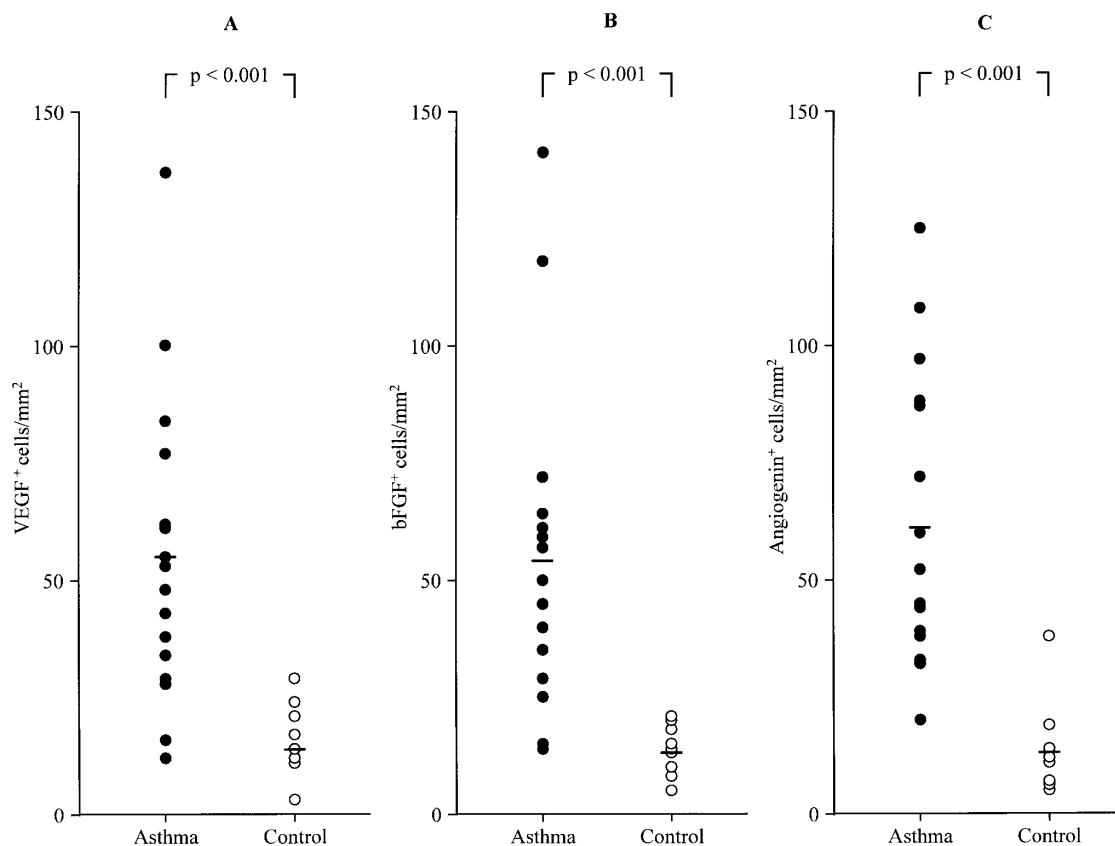 A
p < 0.001
150
100
50
0
VEGF⁺ cells/mm²
Asthma
Control
B
p < 0.001
150
100
50
0
bFGF⁺ cells/mm²
Asthma
Control
C
p < 0.001
150
100
50
0
Angiogenin⁺ cells/mm²
Asthma
Control